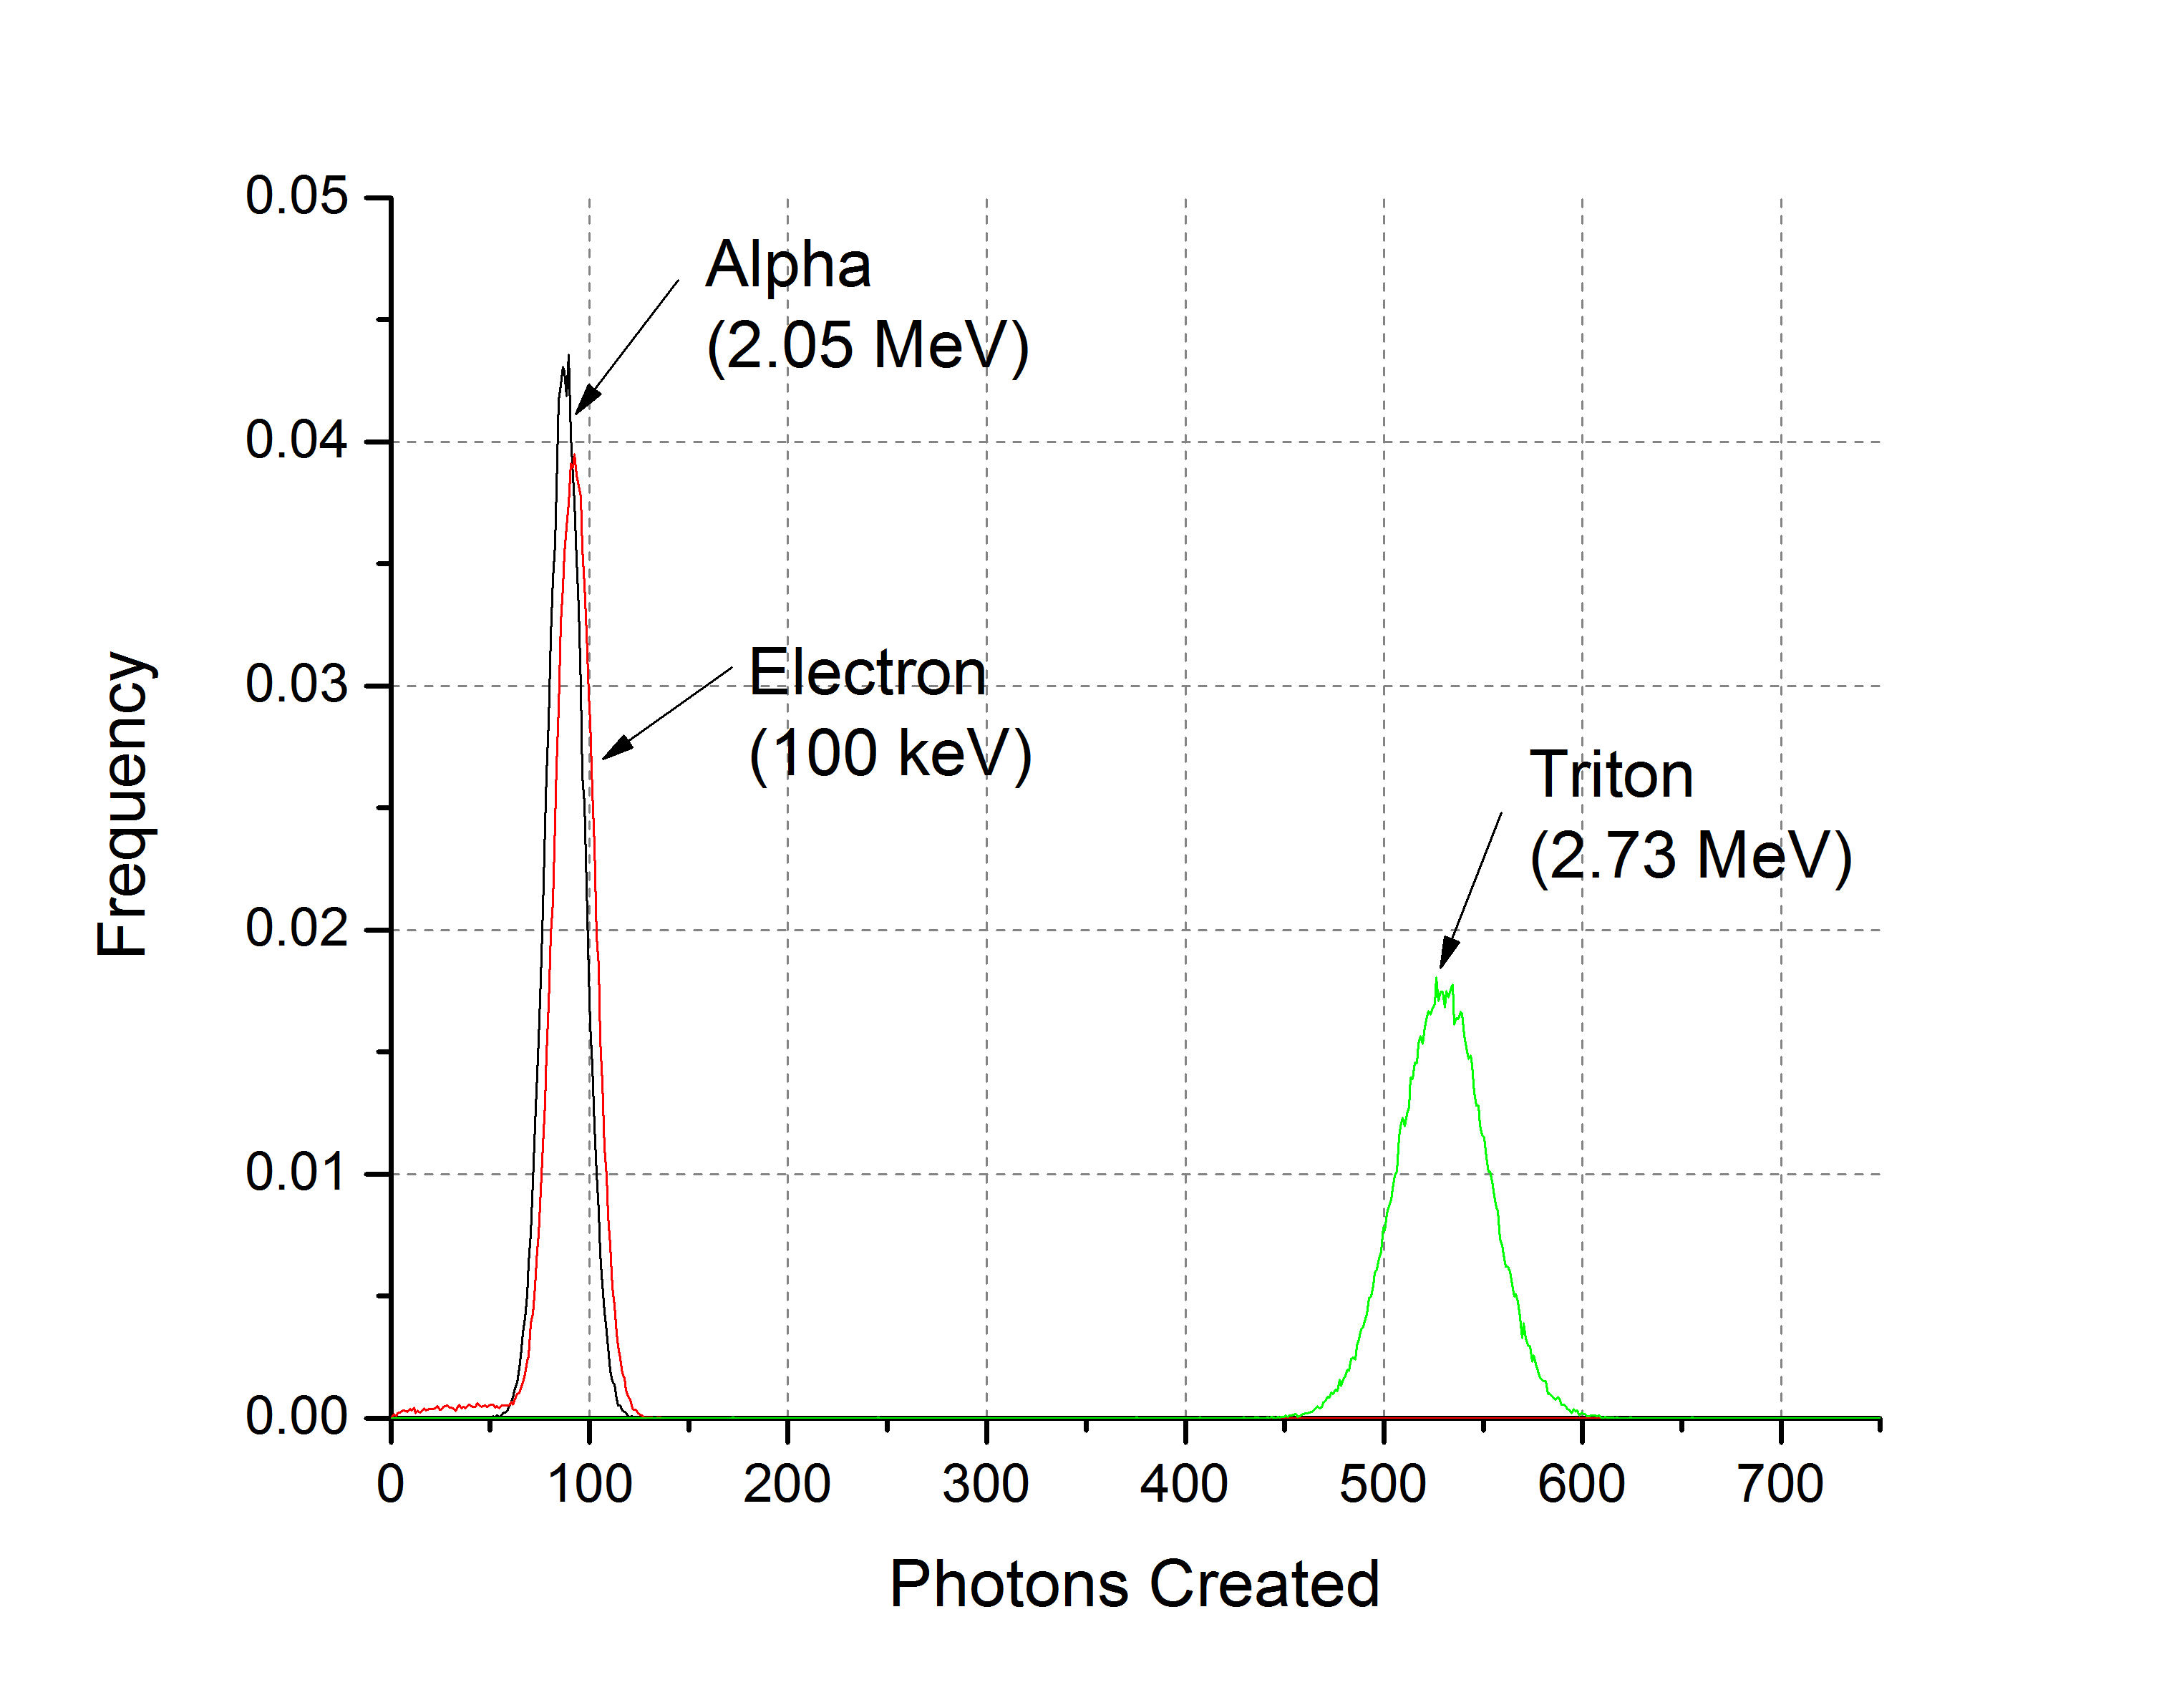 0.05
0.04
0.03
0.02
0.01
0.00
Frequency
Alpha
(2.05 MeV)
Electron
(100 keV)
Triton
(2.73 MeV)
0 100 200 300 400 500 600 700
Photons Created